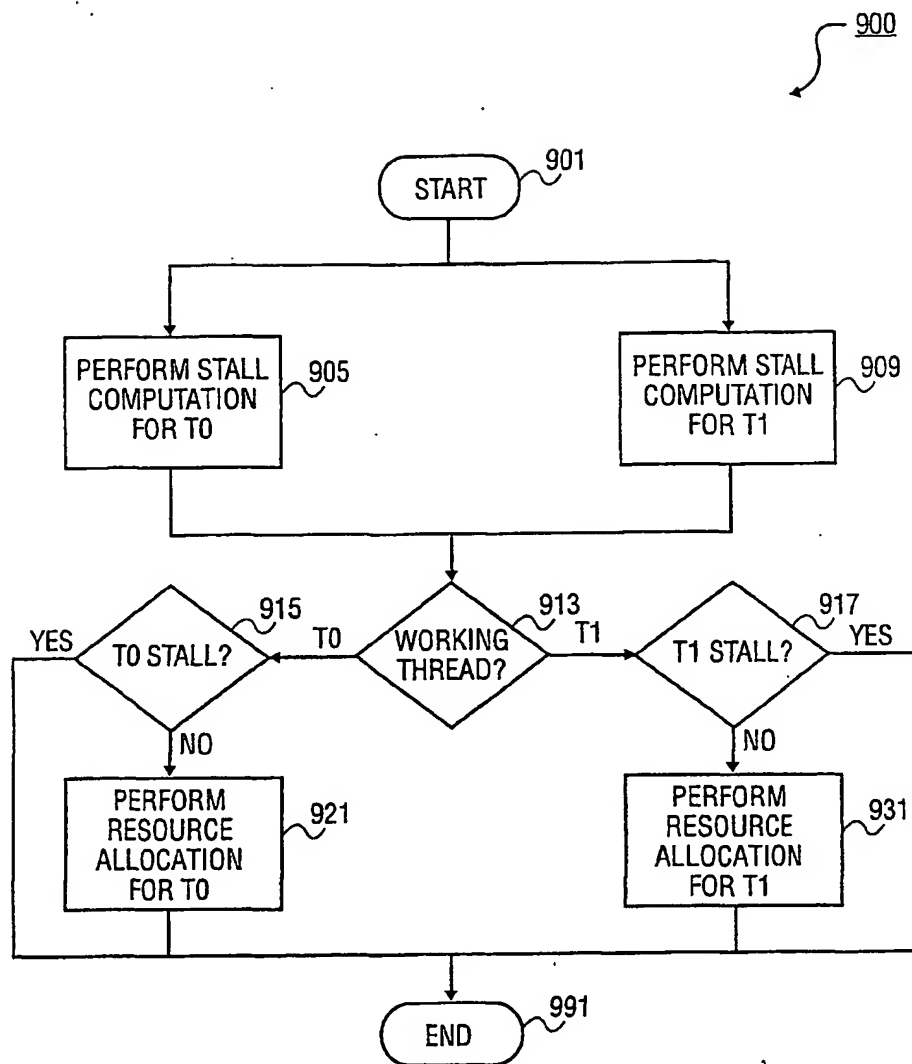 900
START
901
PERFORM STALL
COMPUTATION
FOR T0
905
PERFORM STALL
COMPUTATION
FOR T1
909
YES
T0 STALL?
915
T0
WORKING
THREAD?
913
T1
T1 STALL?
917
YES
NO
NO
PERFORM
RESOURCE
ALLOCATION
FOR T0
921
PERFORM
RESOURCE
ALLOCATION
FOR T1
931
END
991